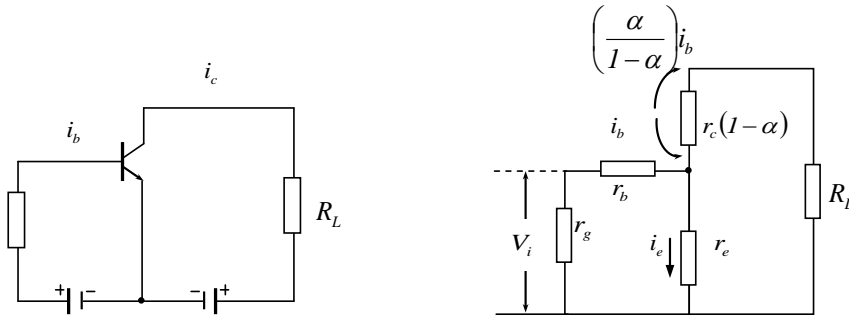 i_c
i_b
R_L
+ − − +
(α / 1 − α) i_b
i_b
r_c(1 − α)
r_b
R_L
V_i
r_g
i_e
r_e